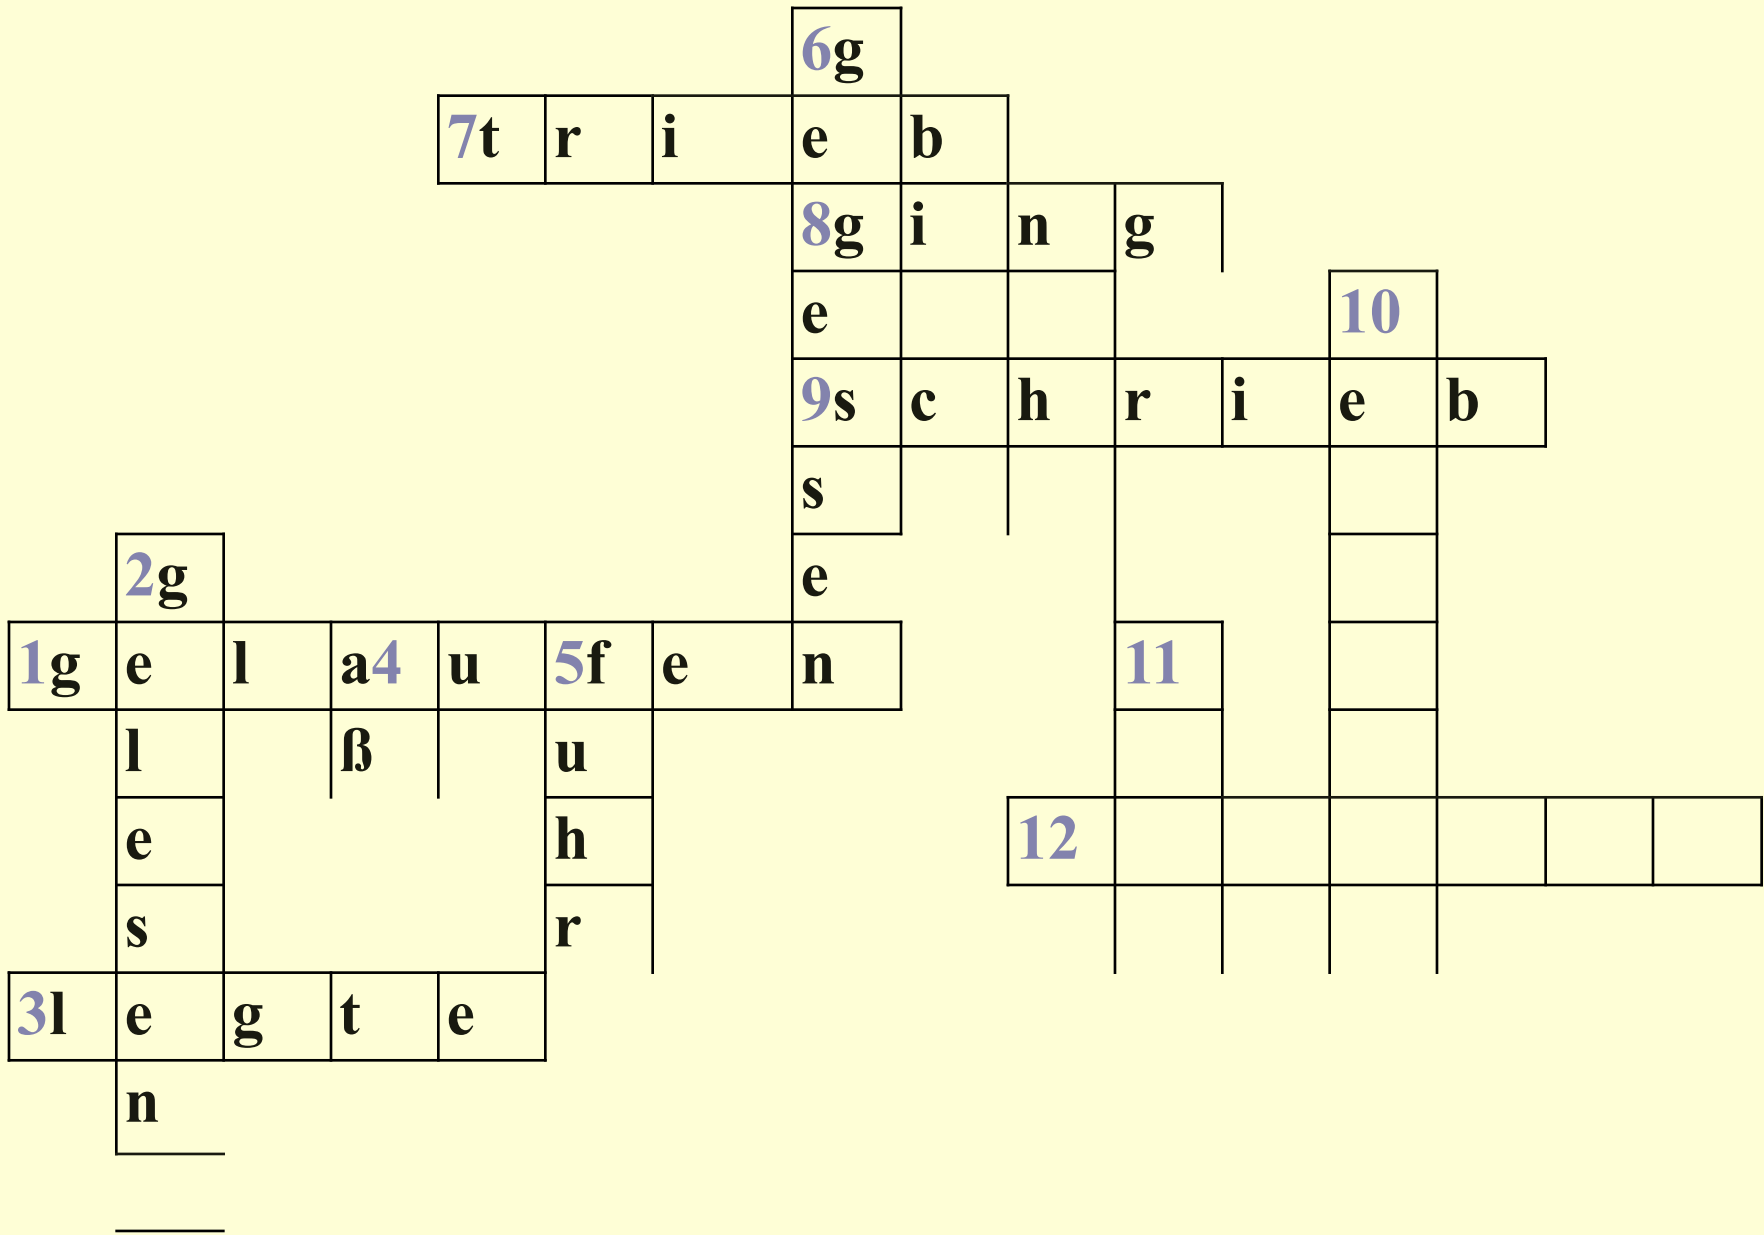 6g
7t r i e b
8g i n g
e 10
9s c h r i e b
s
2g e
1g e l a4 u 5f e n 11
l ß u
e h 12
s r
3l e g t e
n